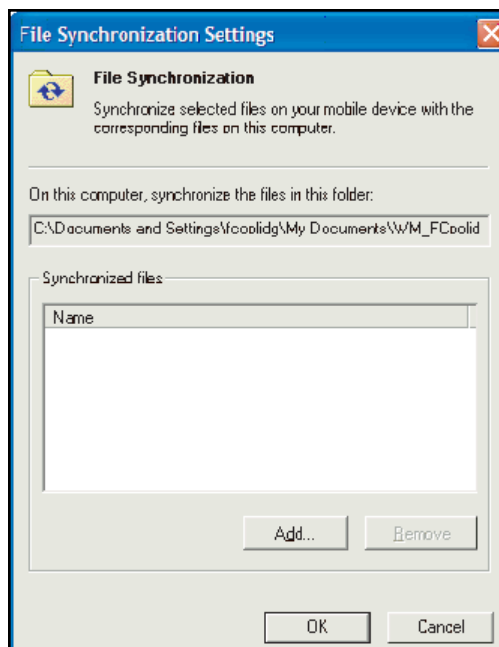 File Synchronization Settings
File Synchronization
Synchronize selected files on your mobile device with the
corresponding files on this computer.
On this computer, synchronize the files in this folder:
C:\Documents and Settings\fcoolidg\My Documents\WM_FCoolid
Synchronized files
Name
Add...
Remove
OK
Cancel